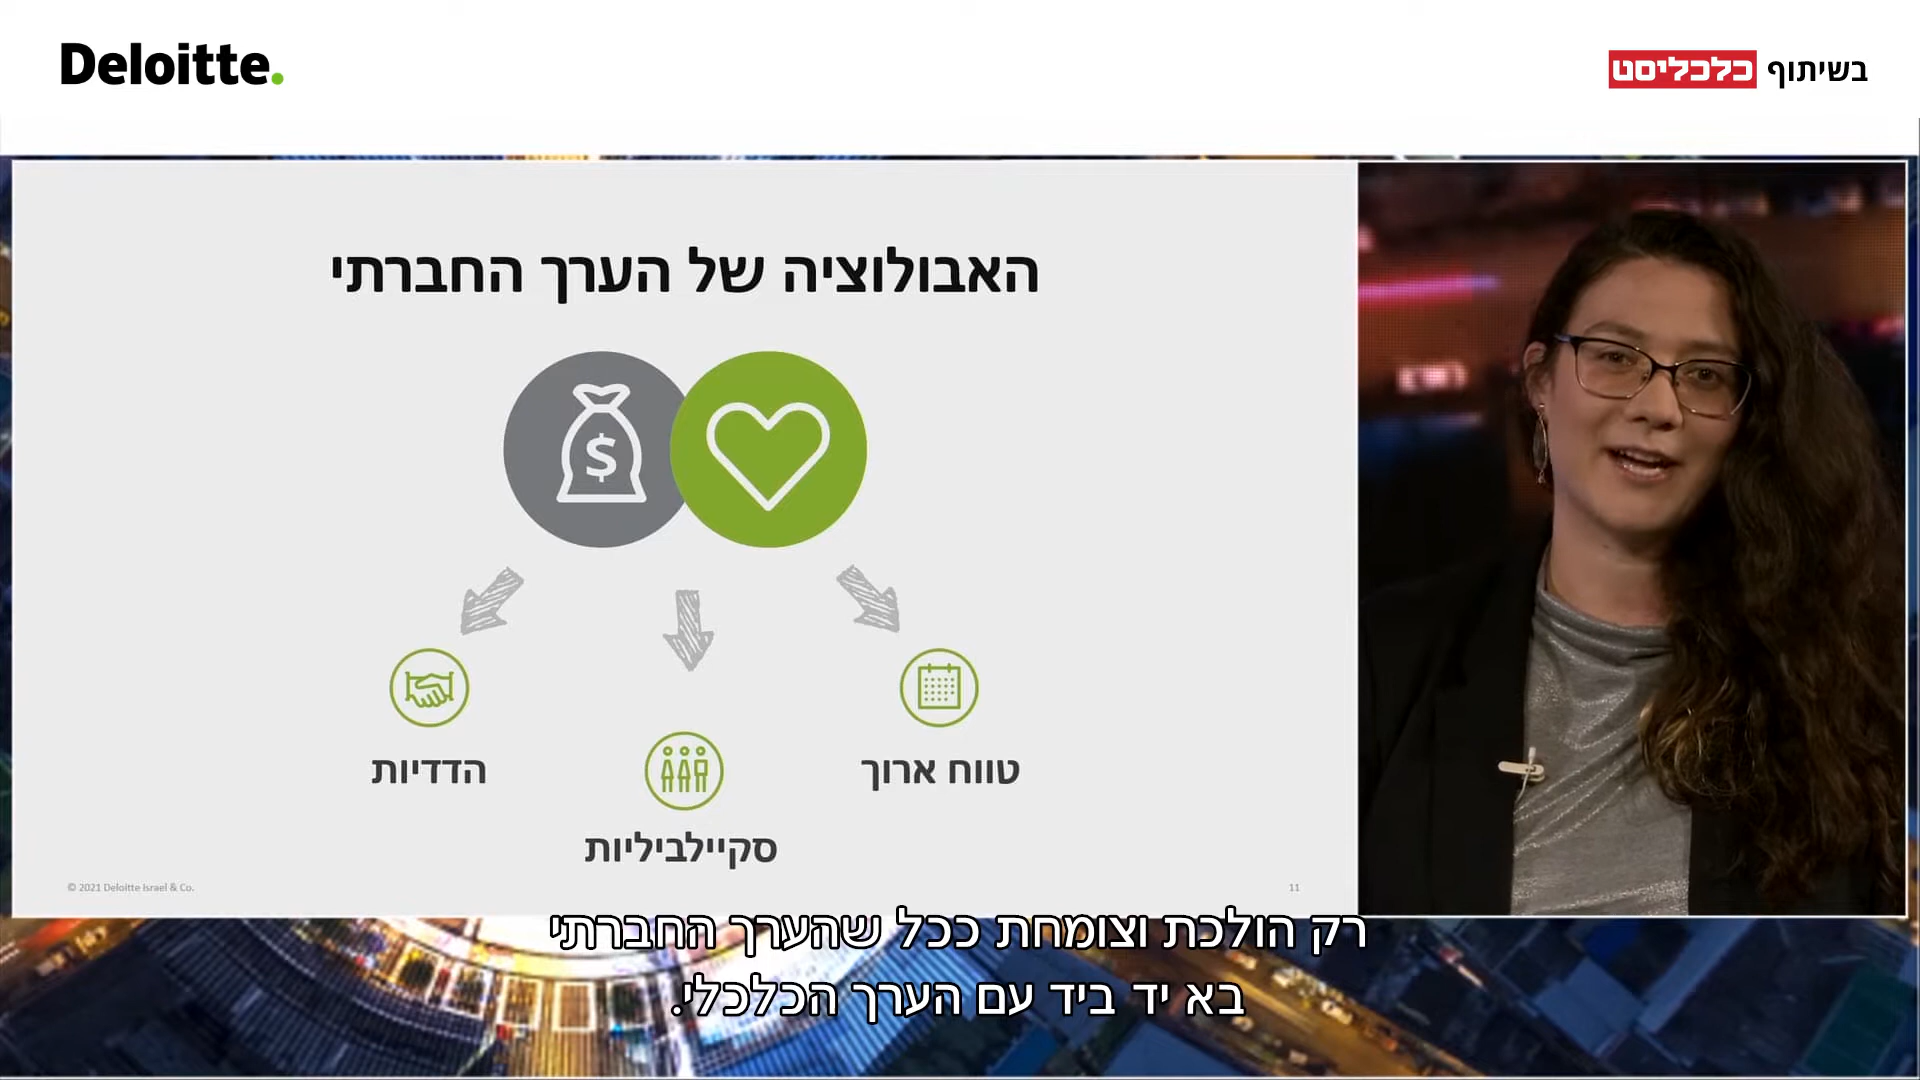 Deloitte.
בשיתוף כלכליסט
האבולוציה של הערך החברתי
$
טווח ארוך
הדדיות
סקיילביליות
© 2021 Deloitte Israel & Co.
11
רק הולכת וצומחת ככל שהערך החברתי
בא יד ביד עם הערך הכלכלי.